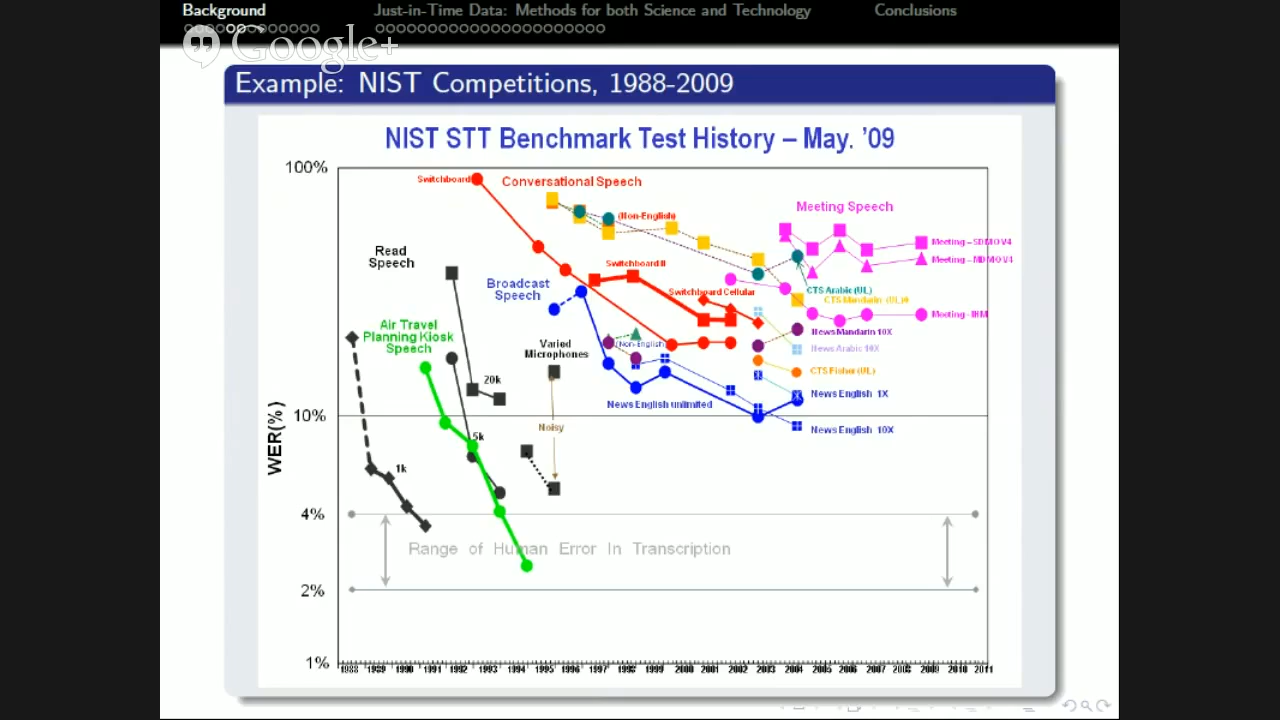 Background Just-in-Time Data: Methods for both Science and Technology Conclusions
Google+
Example: NIST Competitions, 1988-2009
NIST STT Benchmark Test History – May. '09
100%
Switchboard
Conversational Speech
(Non-English)
Meeting Speech
Read
Speech
Meeting – SDM OV4
Meeting – MDM OV4
Switchboard II
Broadcast
Speech
Switchboard Cellular
CTS Arabic (UL)
CTS Mandarin (UL)
Meeting - IHM
Air Travel
Planning Kiosk
Speech
Varied
Microphones
(Non-English)
News Mandarin 10X
News Arabic 10X
CTS Fisher (UL)
20k
News English 1X
News English unlimited
10%
Noisy
News English 10X
5k
1k
WER(%)
4%
Range of Human Error In Transcription
2%
1%
1988 1989 1990 1991 1992 1993 1994 1995 1996 1997 1998 1999 2000 2001 2002 2003 2004 2005 2006 2007 2008 2009 2010 2011